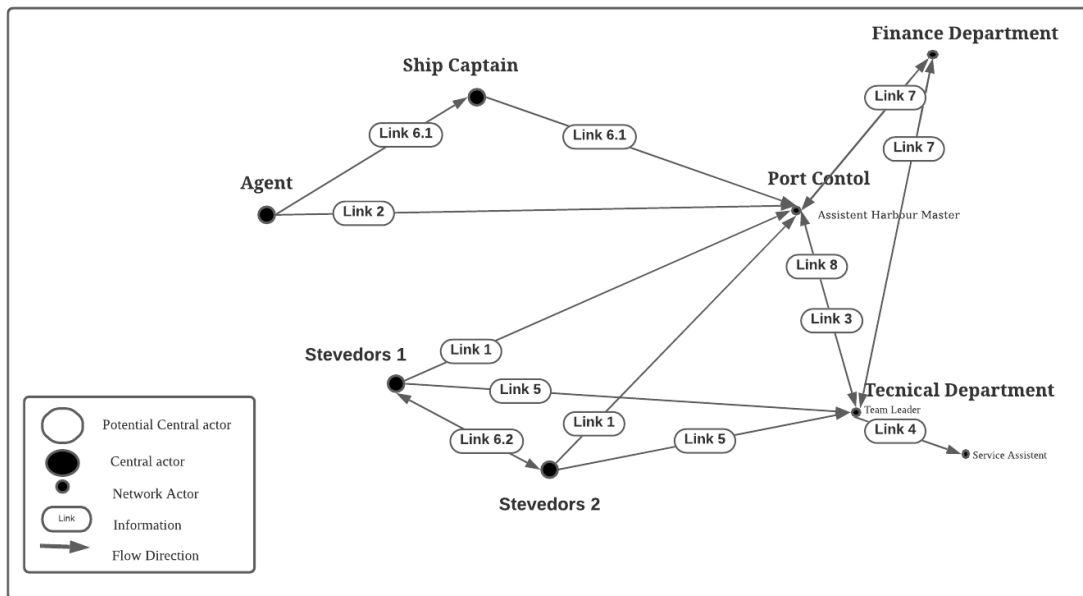 Finance Department
Ship Captain
Link 7
Link 6.1
Link 6.1
Link 7
Agent
Port Contol
Link 2
Assistent Harbour Master
Link 8
Link 3
Stevedors 1
Link 1
Link 5
Tecnical Department
Team Leader
Link 1
Link 4
Link 6.2
Link 5
Service Assistent
Stevedors 2
Potential Central actor
Central actor
Network Actor
Link
Information
Flow Direction